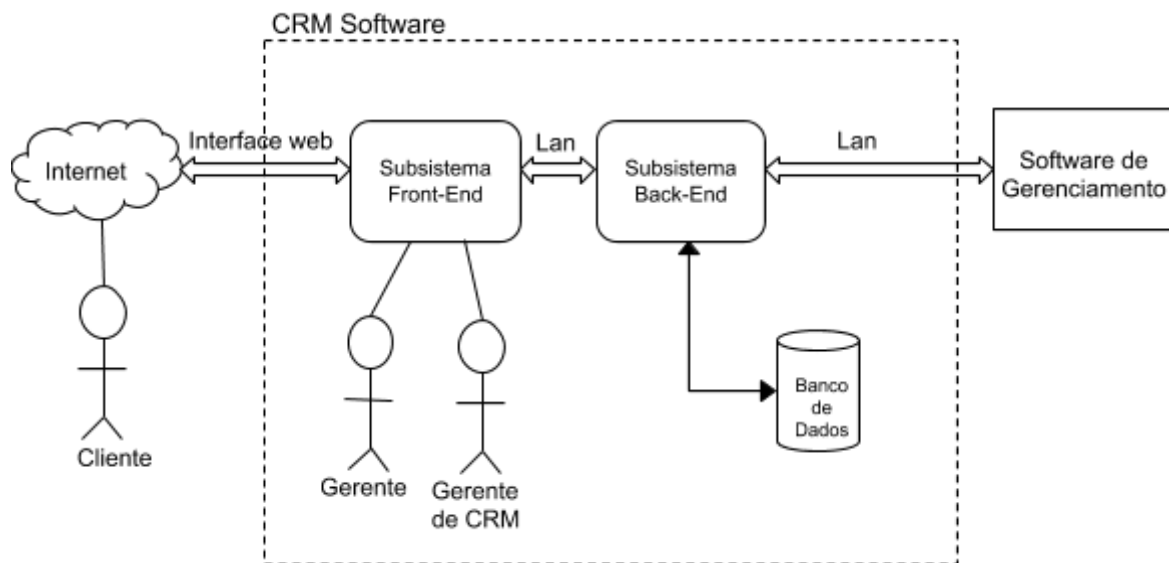 CRM Software
Internet
Interface web
Subsistema
Front-End
Lan
Subsistema
Back-End
Lan
Software de
Gerenciamento
Cliente
Gerente
Gerente
de CRM
Banco
de
Dados